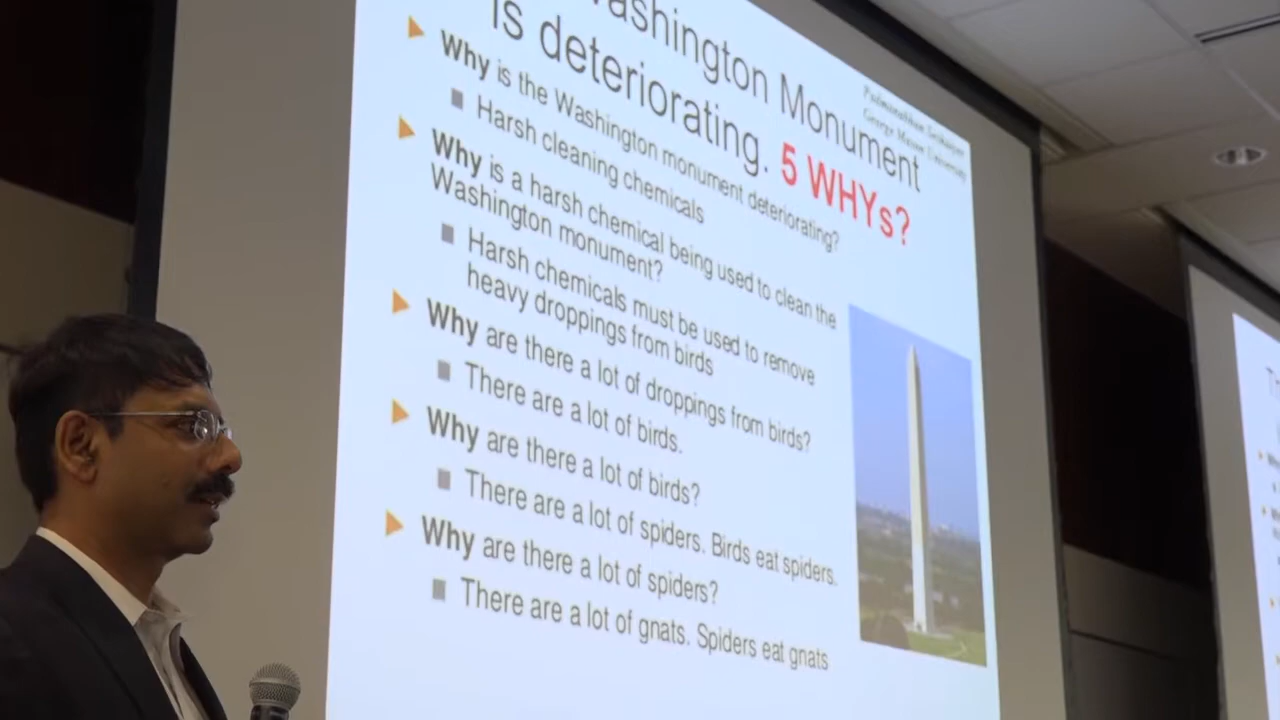 Washington Monument
is deteriorating. 5 WHYs?
George Mason University
Why is the Washington monument deteriorating?
Harsh cleaning chemicals
Why is a harsh chemical being used to clean the
Washington monument?
Harsh chemicals must be used to remove
heavy droppings from birds
Why are there a lot of droppings from birds?
There are a lot of birds.
Why are there a lot of birds?
There are a lot of spiders. Birds eat spiders.
Why are there a lot of spiders?
There are a lot of gnats. Spiders eat gnats